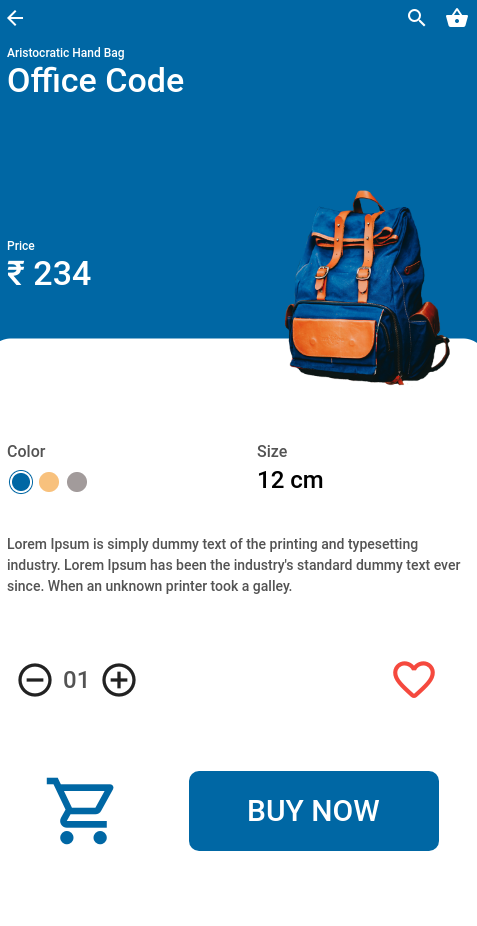 Aristocratic Hand Bag
Office Code
Price
₹ 234
Color
Size
12 cm
Lorem Ipsum is simply dummy text of the printing and typesetting
industry. Lorem Ipsum has been the industry's standard dummy text ever
since. When an unknown printer took a galley.
01
BUY NOW